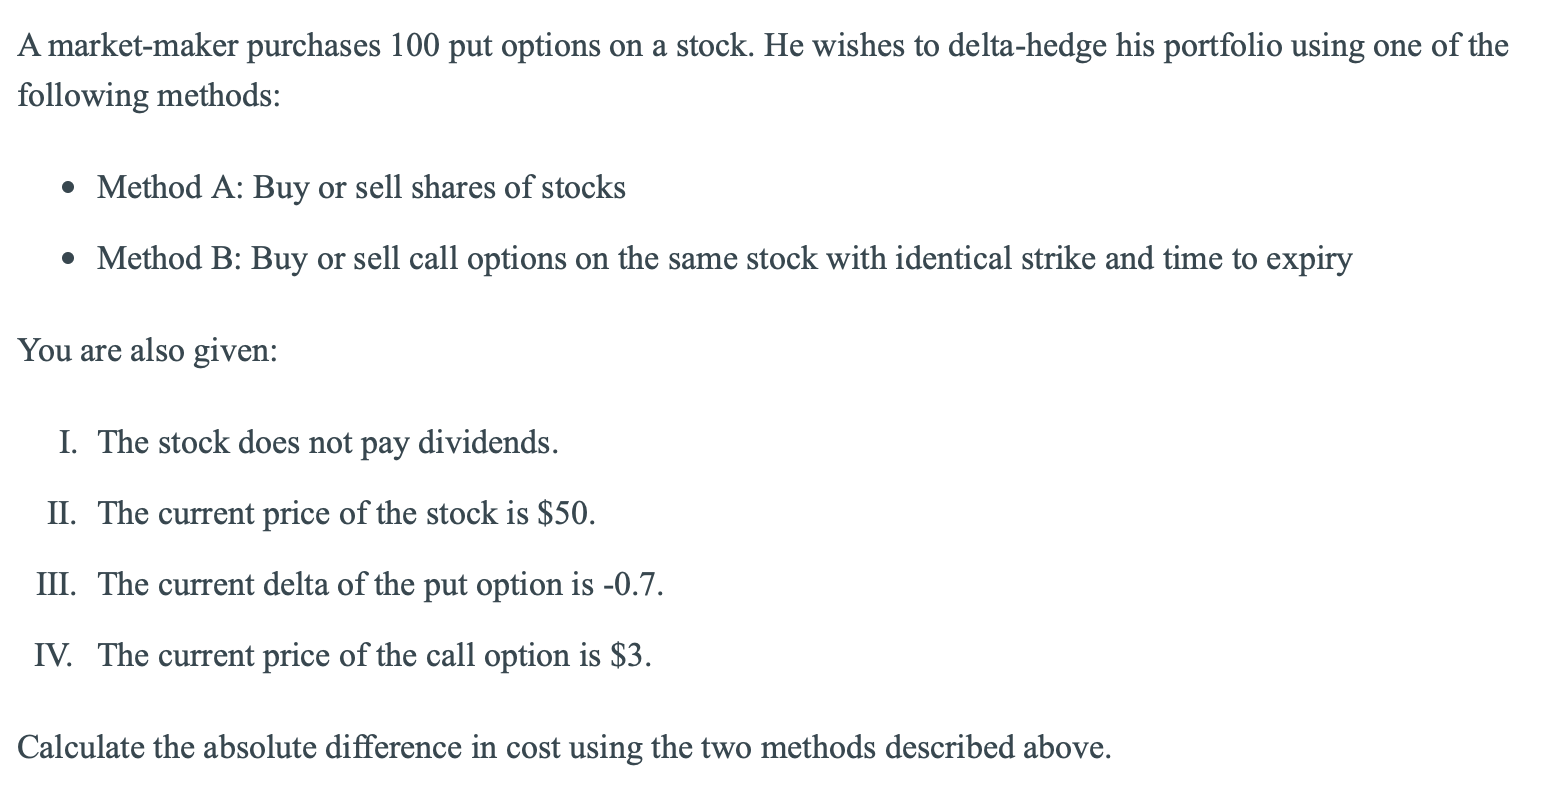 A market-maker purchases 100 put options on a stock. He wishes to delta-hedge his portfolio using one of the
following methods:
• Method A: Buy or sell shares of stocks
• Method B: Buy or sell call options on the same stock with identical strike and time to expiry
You are also given:
I. The stock does not pay dividends.
II. The current price of the stock is $50.
III. The current delta of the put option is -0.7.
IV. The current price of the call option is $3.
Calculate the absolute difference in cost using the two methods described above.